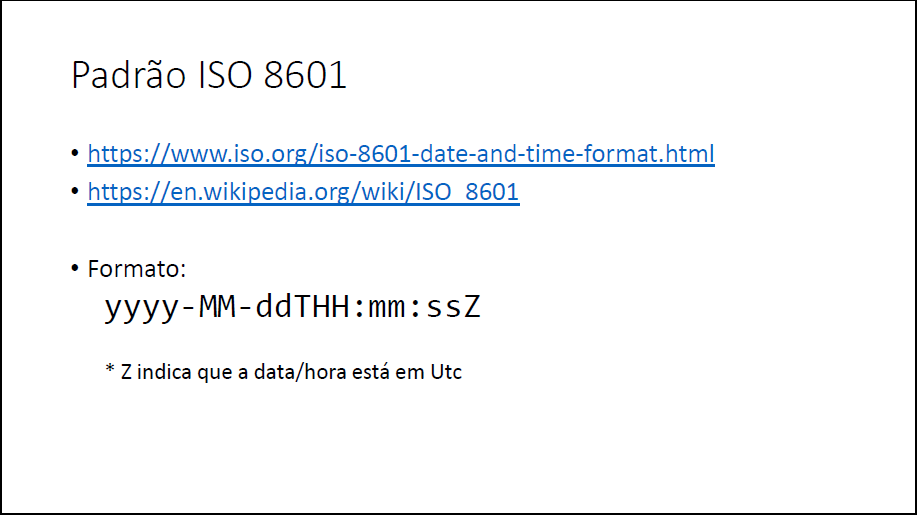 Padrão ISO 8601
• https://www.iso.org/iso-8601-date-and-time-format.html
• https://en.wikipedia.org/wiki/ISO_8601
• Formato:
yyyy-MM-ddTHH:mm:ssZ
* Z indica que a data/hora está em Utc